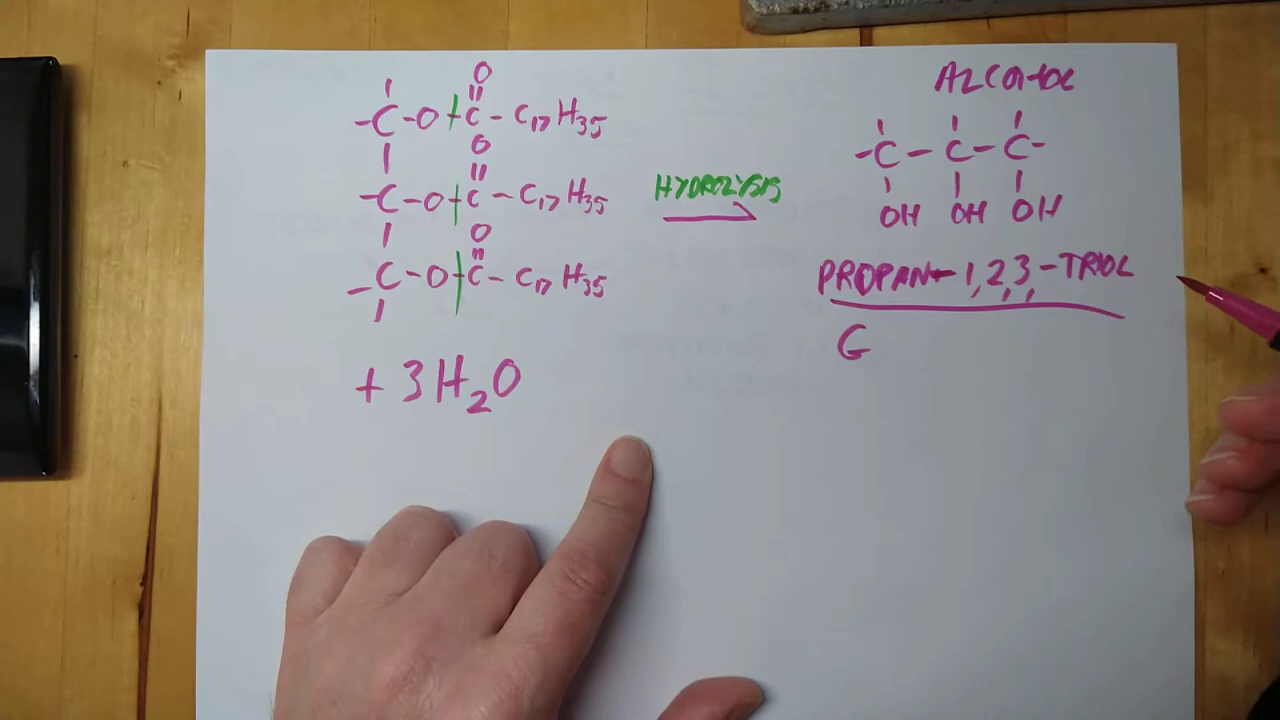 O
-C-O-C-C17H35
O
-C-O-C-C17H35
O
-C-O-C-C17H35
+ 3H2O
HYDROLYSIS
ALCOHOL
-C-C-C-
OH OH OH
PROPAN-1,2,3,-TRIOL
G